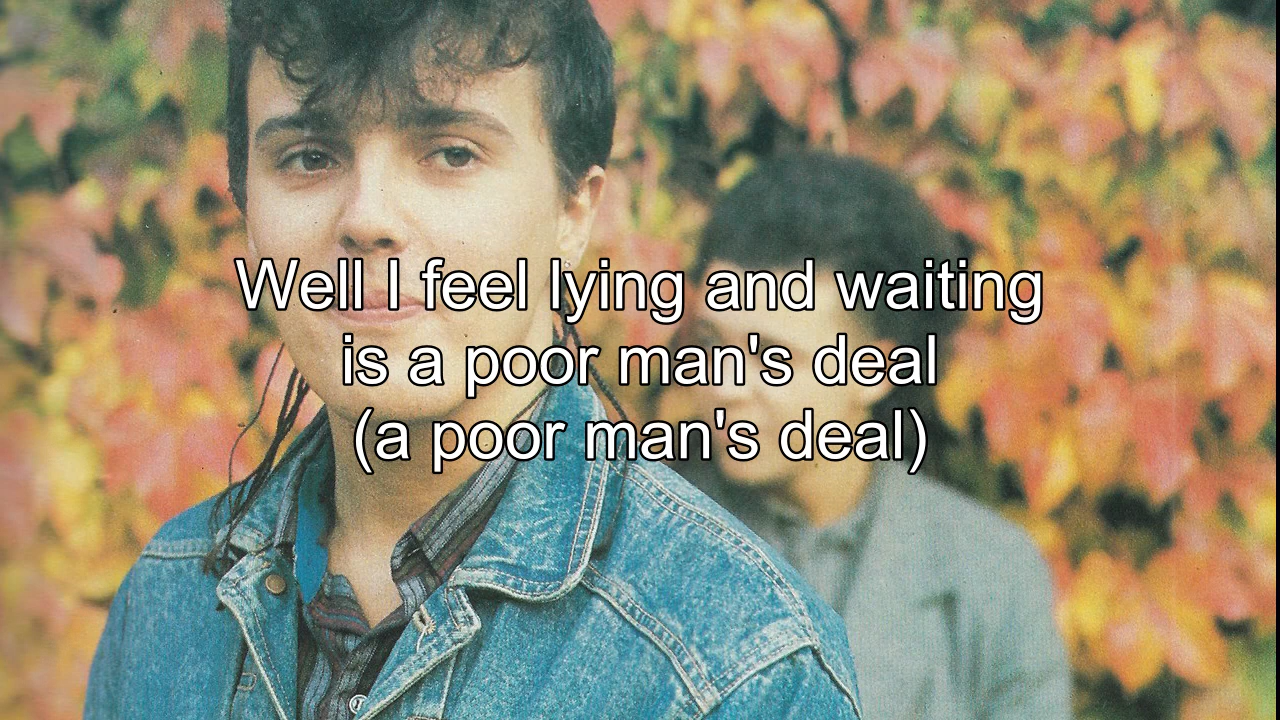 Well I feel lying and waiting
is a poor man's deal
(a poor man's deal)